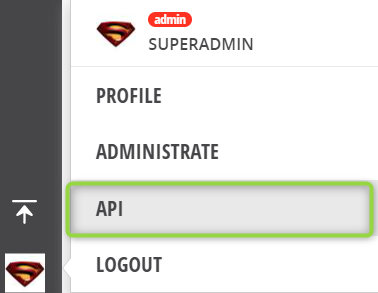 admin
SUPERADMIN
PROFILE
ADMINISTRATE
API
LOGOUT